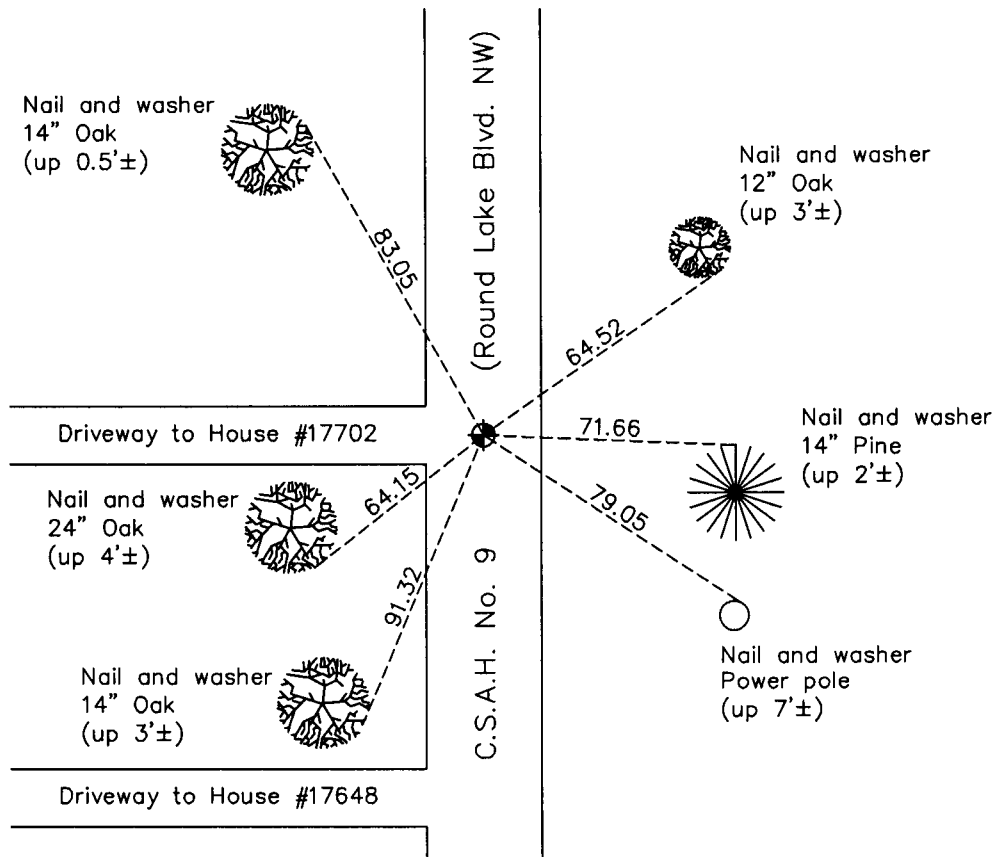 Nail and washer
14" Oak
(up 0.5'±)
83.05
(Round Lake Blvd. NW)
Nail and washer
12" Oak
(up 3'±)
64.52
Driveway to House #17702
71.66
Nail and washer
14" Pine
(up 2'±)
Nail and washer
24" Oak
(up 4'±)
64.15
79.05
91.32
C.S.A.H. No. 9
Nail and washer
14" Oak
(up 3'±)
Nail and washer
Power pole
(up 7'±)
Driveway to House #17648